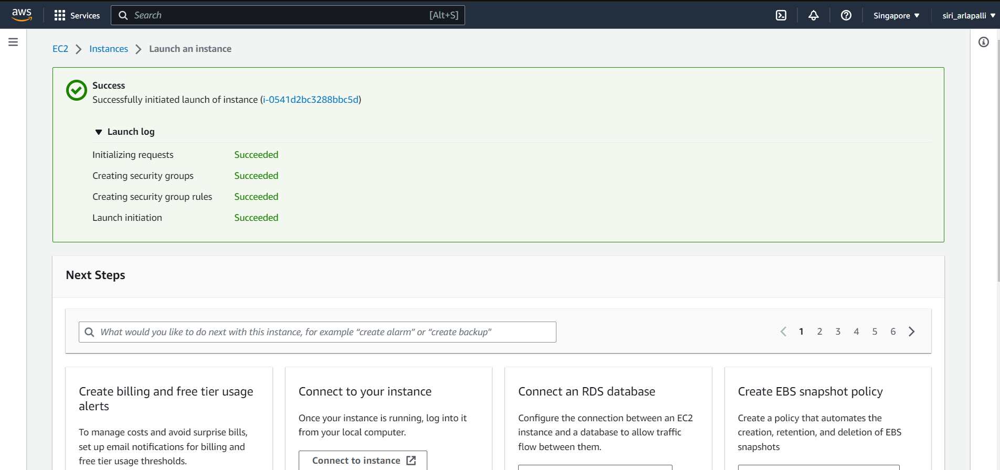 aws
Services
Search
[Alt+S]
Singapore
siri_arlapalli
EC2 Instances Launch an instance
Success
Successfully initiated launch of instance (i-0541d2bc3288bbc5d)
Launch log
Initializing requests Succeeded
Creating security groups Succeeded
Creating security group rules Succeeded
Launch initiation Succeeded
Next Steps
What would you like to do next with this instance, for example “create alarm” or “create backup"
1 2 3 4 5 6
Create billing and free tier usage
alerts
To manage costs and avoid surprise bills,
set up email notifications for billing and
free tier usage thresholds.
Connect to your instance
Once your instance is running, log into it
from your local computer.
Connect to instance
Connect an RDS database
Configure the connection between an EC2
instance and a database to allow traffic
flow between them.
Create EBS snapshot policy
Create a policy that automates the
creation, retention, and deletion of EBS
snapshots